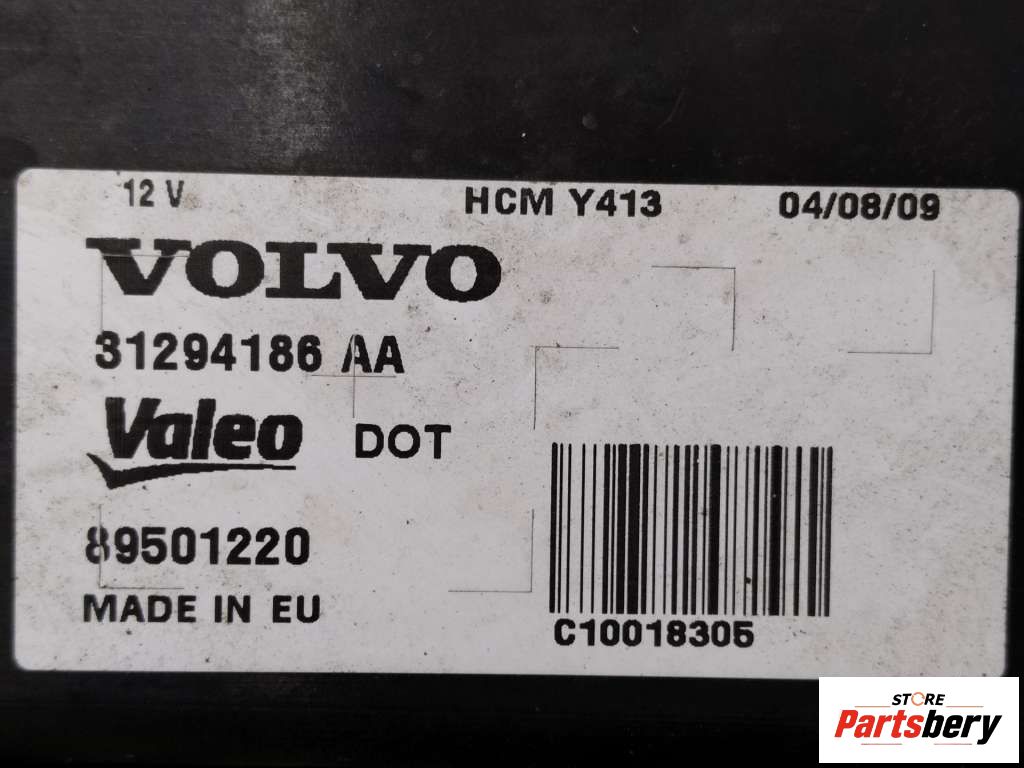 12 V HCM Y413 04/08/09
VOLVO
31294186 AA
Valeo DOT
89501220
MADE IN EU
C10018305
STORE
Partsbery